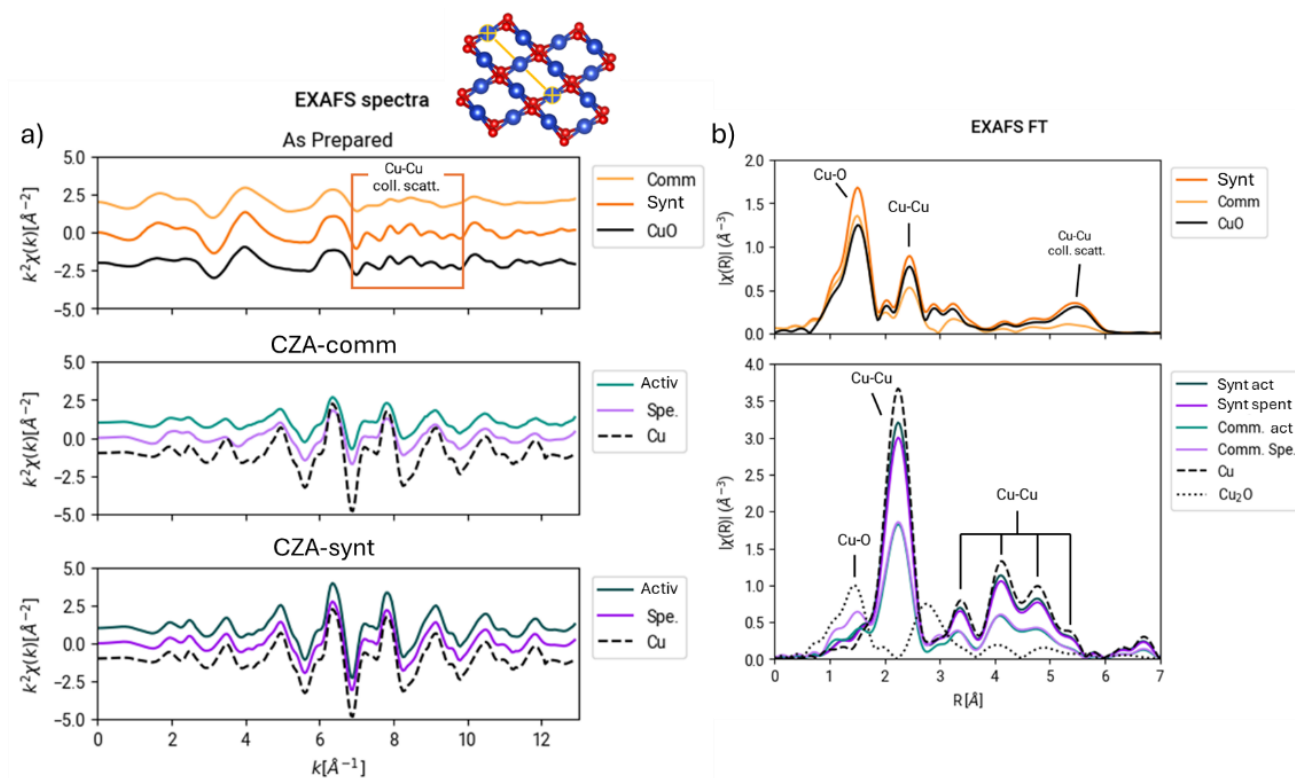 EXAFS spectra
a)
As Prepared
5.0
2.5
0.0
−2.5
−5.0
k²χ(k)[Å⁻²]
Cu-Cu
coll. scatt.
Comm
Synt
CuO
CZA-comm
5.0
2.5
0.0
−2.5
−5.0
k²χ(k)[Å⁻²]
Activ
Spe.
Cu
CZA-synt
5.0
2.5
0.0
−2.5
−5.0
k²χ(k)[Å⁻²]
Activ
Spe.
Cu
0 2 4 6 8 10 12
k[Å⁻¹]
b)
EXAFS FT
2.0
1.5
1.0
0.5
0.0
|χ(R)| (Å⁻³)
Cu-O
Cu-Cu
Cu-Cu
coll. scatt.
Synt
Comm
CuO
4.0
3.5
3.0
2.5
2.0
1.5
1.0
0.5
0.0
|χ(R)| (Å⁻³)
Cu-Cu
Cu-O
Cu-Cu
Synt act
Synt spent
Comm. act
Comm. Spe.
Cu
Cu₂O
0 1 2 3 4 5 6 7
R [Å]